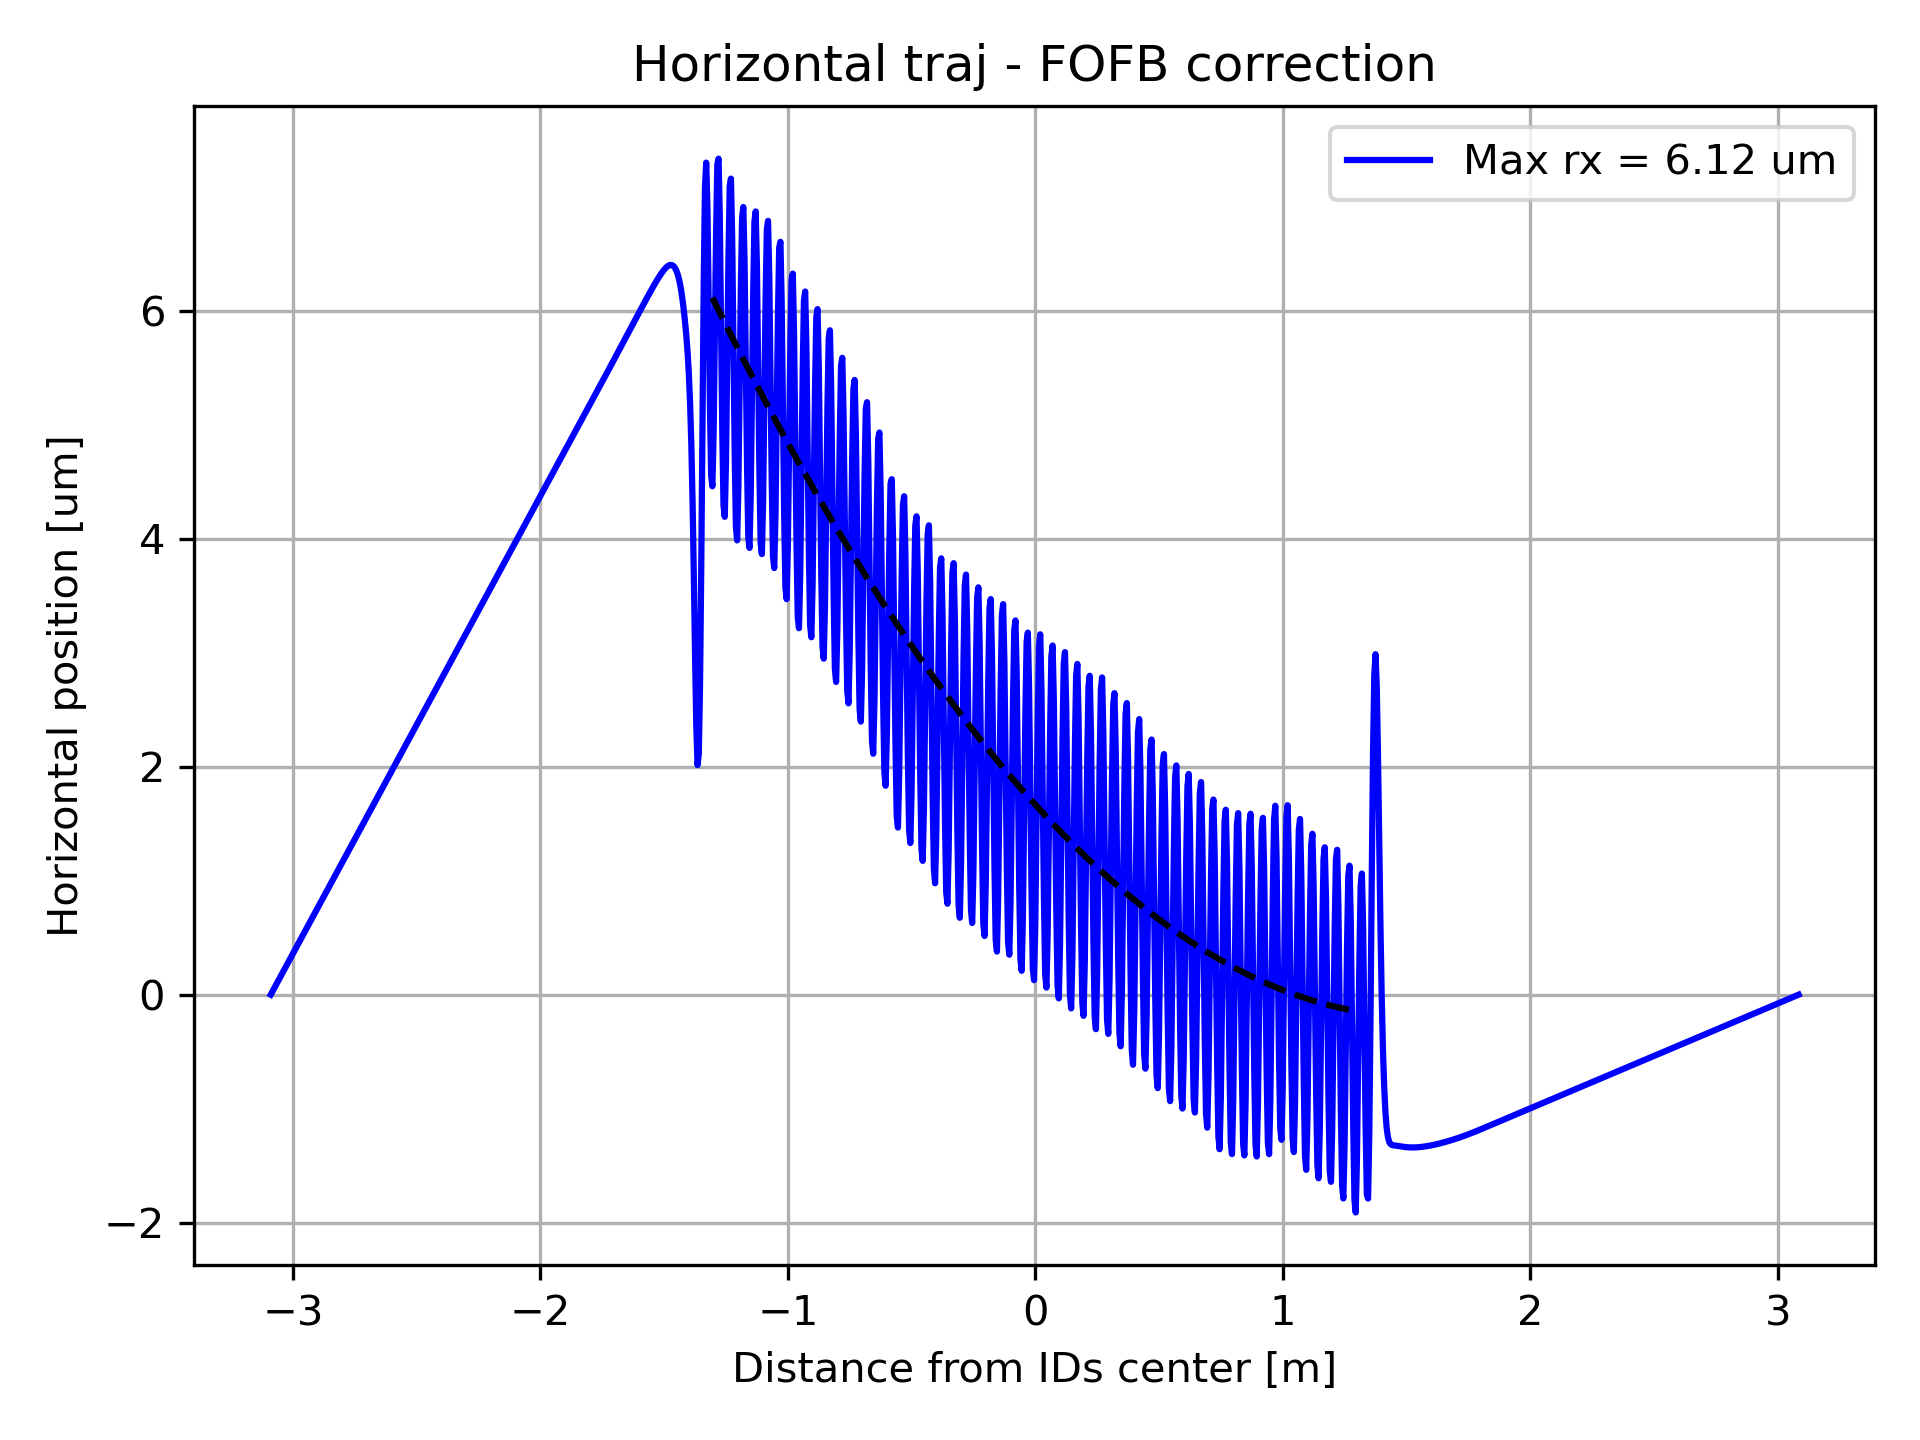 Horizontal traj - FOFB correction
Max rx = 6.12 um
Horizontal position [um]
6
4
2
0
−2
−3 −2 −1 0 1 2 3
Distance from IDs center [m]